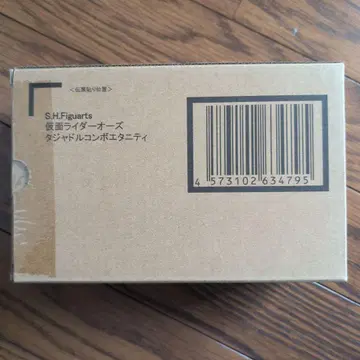 ＜伝票貼り位置＞
S.H.Figuarts
仮面ライダーオーズ
タジャドルコンボエタニティ
4 573102 634795